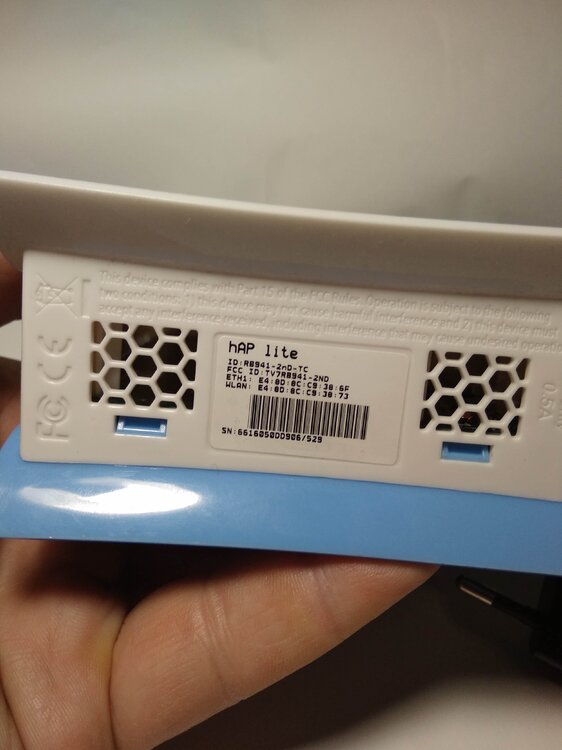 This device complies with Part 15 of the FCC Rules. Operation is subject to the following
two conditions: 1) this device may not cause harmful interference and 2) this device must
accept any interference received, including interference that may cause undesired operation
hAP lite
ID:RB941-2nD-TC
FCC ID:TV7RB941-2ND
ETH1: E4:8D:8C:C9:38:6F
WLAN: E4:8D:8C:C9:38:73
SN:6616050DD906/529
CE
FC
0.5A